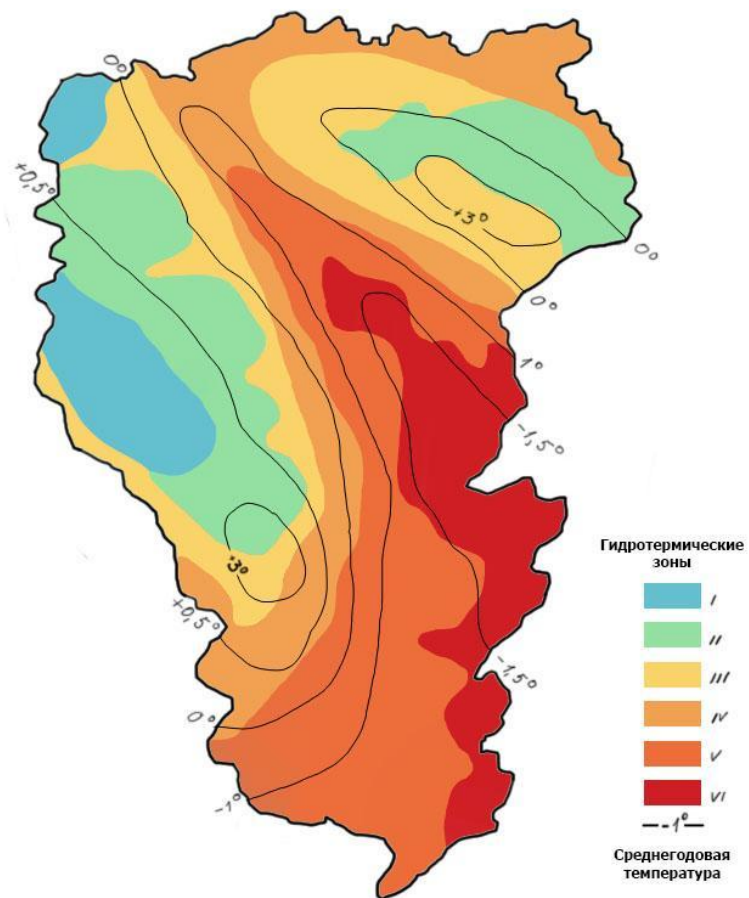 0°
+0,5°
+3°
0°
0°
1°
-1,5°
+3°
+0,5°
-1,5°
0°
-1°
Гидротермические
зоны
I
II
III
IV
V
VI
-1°
Среднегодовая
температура